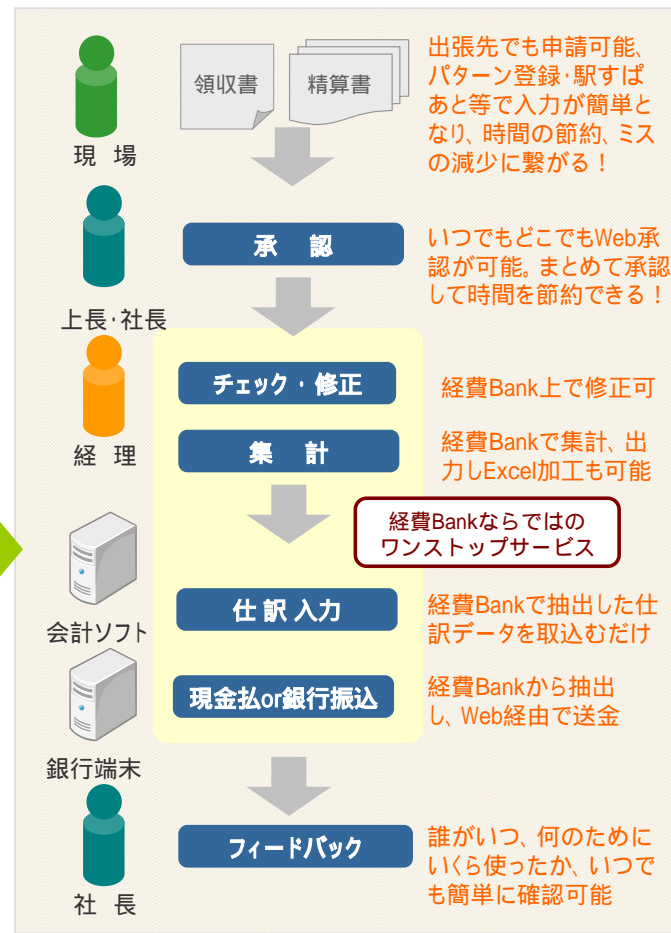 領収書
精算書
出張先でも申請可能、
パターン登録・駅すぱ
あと等で入力が簡単と
なり、時間の節約、ミス
の減少に繋がる！
現 場
承 認
いつでもどこでもWeb承
認が可能。まとめて承認
して時間を節約できる！
上長・社長
チェック・修正
経費Bank上で修正可
経 理
集 計
経費Bankで集計、出
力しExcel加工も可能
経費Bankならではの
ワンストップサービス
会計ソフト
仕 訳 入力
経費Bankで抽出した仕
訳データを取込むだけ
現金払or銀行振込
経費Bankから抽出
し、Web経由で送金
銀行端末
フィードバック
誰がいつ、何のために
いくら使ったか、いつで
も簡単に確認可能
社 長